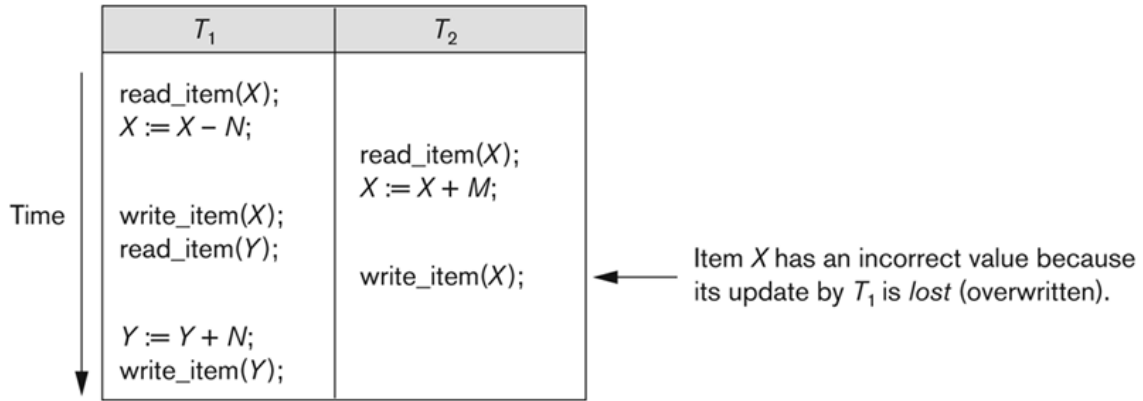 T₁ T₂
read_item(X);
X := X – N;
read_item(X);
X := X + M;
Time
write_item(X);
read_item(Y);
write_item(X);
Item X has an incorrect value because
its update by T₁ is lost (overwritten).
Y := Y + N;
write_item(Y);